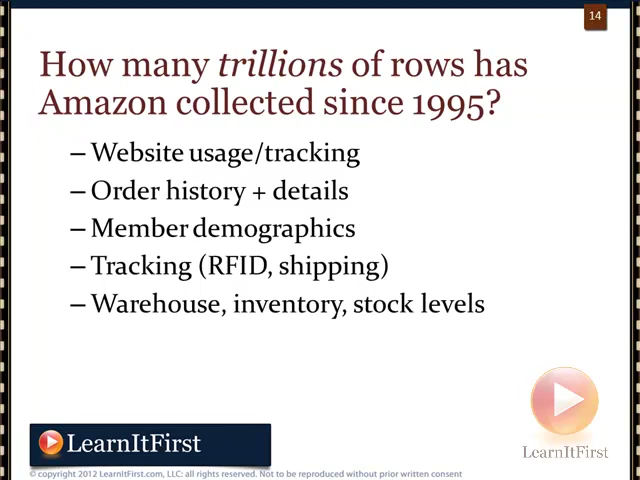 14
How many trillions of rows has
Amazon collected since 1995?
– Website usage/tracking
– Order history + details
– Member demographics
– Tracking (RFID, shipping)
– Warehouse, inventory, stock levels
LearnItFirst
LearnItFirst
© copyright 2012 LearnItFirst.com, LLC: all rights reserved. Not to be reproduced without prior written consent